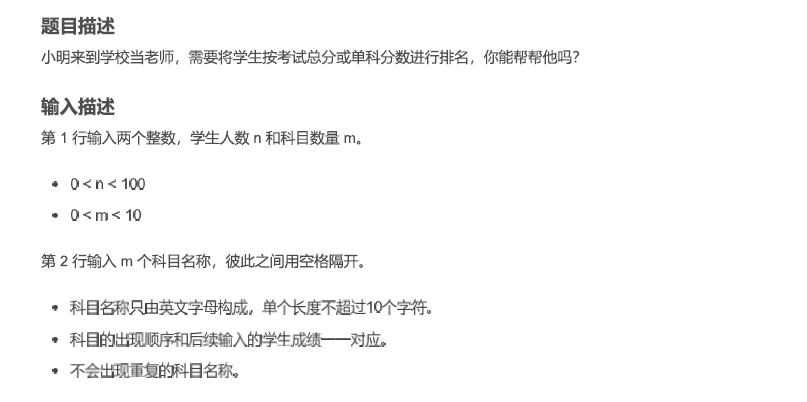 题目描述
小明来到学校当老师，需要将学生按考试总分或单科分数进行排名，你能帮帮他吗？
输入描述
第 1 行输入两个整数，学生人数 n 和科目数量 m。
• 0 < n < 100
• 0 < m < 10
第 2 行输入 m 个科目名称，彼此之间用空格隔开。
• 科目名称只由英文字母构成，单个长度不超过10个字符。
• 科目的出现顺序和后续输入的学生成绩一一对应。
• 不会出现重复的科目名称。